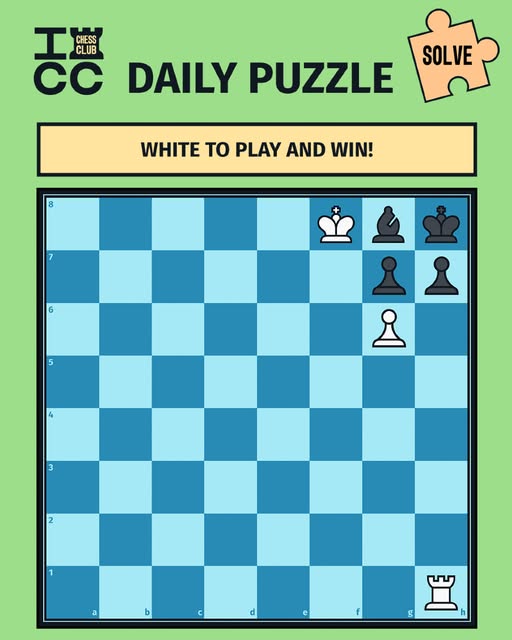 I CHESS CLUB
CC
DAILY PUZZLE
SOLVE
WHITE TO PLAY AND WIN!
8
7
6
5
4
3
2
1
a b c d e f g h